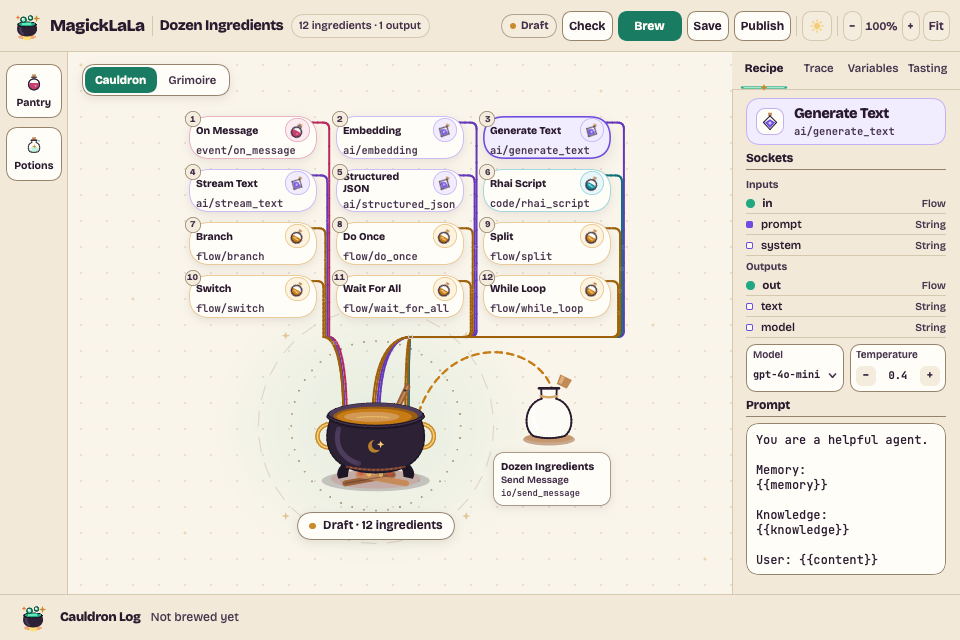 MagickLaLa
Dozen Ingredients
12 ingredients · 1 output
Draft
Check
Brew
Save
Publish
−
100%
+
Fit
Pantry
Potions
Cauldron
Grimoire
1
On Message
event/on_message
2
Embedding
ai/embedding
3
Generate Text
ai/generate_text
4
Stream Text
ai/stream_text
5
Structured
JSON
ai/structured_json
6
Rhai Script
code/rhai_script
7
Branch
flow/branch
8
Do Once
flow/do_once
9
Split
flow/split
10
Switch
flow/switch
11
Wait For All
flow/wait_for_all
12
While Loop
flow/while_loop
Dozen Ingredients
Send Message
io/send_message
Draft · 12 ingredients
Recipe
Trace
Variables
Tasting
Generate Text
ai/generate_text
Sockets
Inputs
in Flow
prompt String
system String
Outputs
out Flow
text String
model String
Model
gpt-4o-mini
Temperature
− 0.4 +
Prompt
You are a helpful agent.
Memory:
{{memory}}
Knowledge:
{{knowledge}}
User: {{content}}
Cauldron Log
Not brewed yet